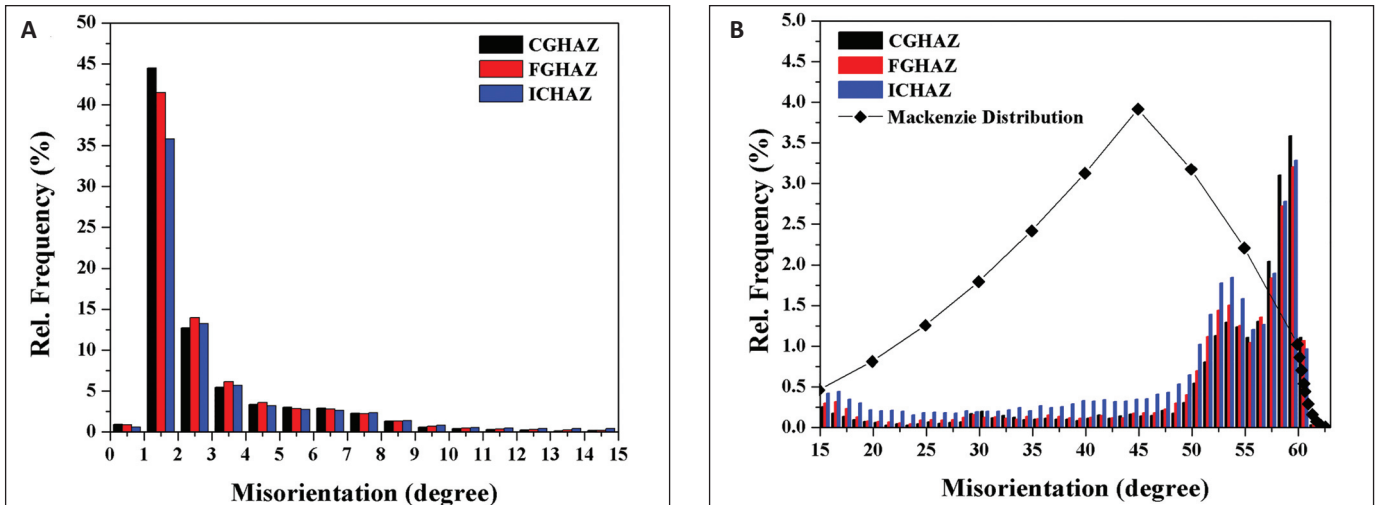 A
50
45
40
35
30
25
20
15
10
5
0
Rel. Frequency (%)
CGHAZ
FGHAZ
ICHAZ
0 1 2 3 4 5 6 7 8 9 10 11 12 13 14 15
Misorientation (degree)
B
5.0
4.5
4.0
3.5
3.0
2.5
2.0
1.5
1.0
0.5
0.0
Rel. Frequency (%)
CGHAZ
FGHAZ
ICHAZ
Mackenzie Distribution
15 20 25 30 35 40 45 50 55 60
Misorientation (degree)